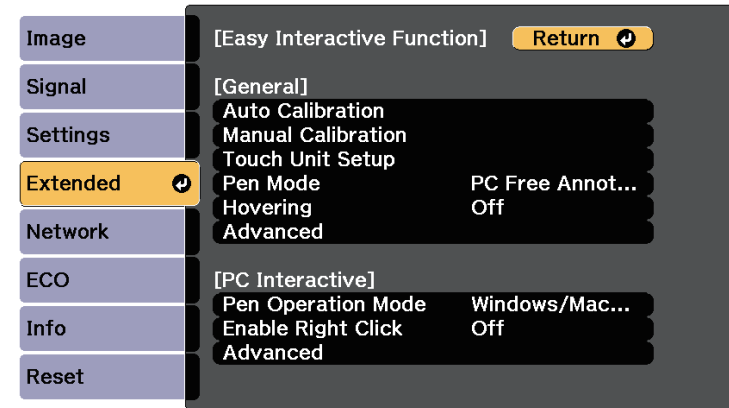 Image
Signal
Settings
Extended
Network
ECO
Info
Reset
[Easy Interactive Function] Return
[General]
Auto Calibration
Manual Calibration
Touch Unit Setup
Pen Mode PC Free Annot...
Hovering Off
Advanced
[PC Interactive]
Pen Operation Mode Windows/Mac...
Enable Right Click Off
Advanced